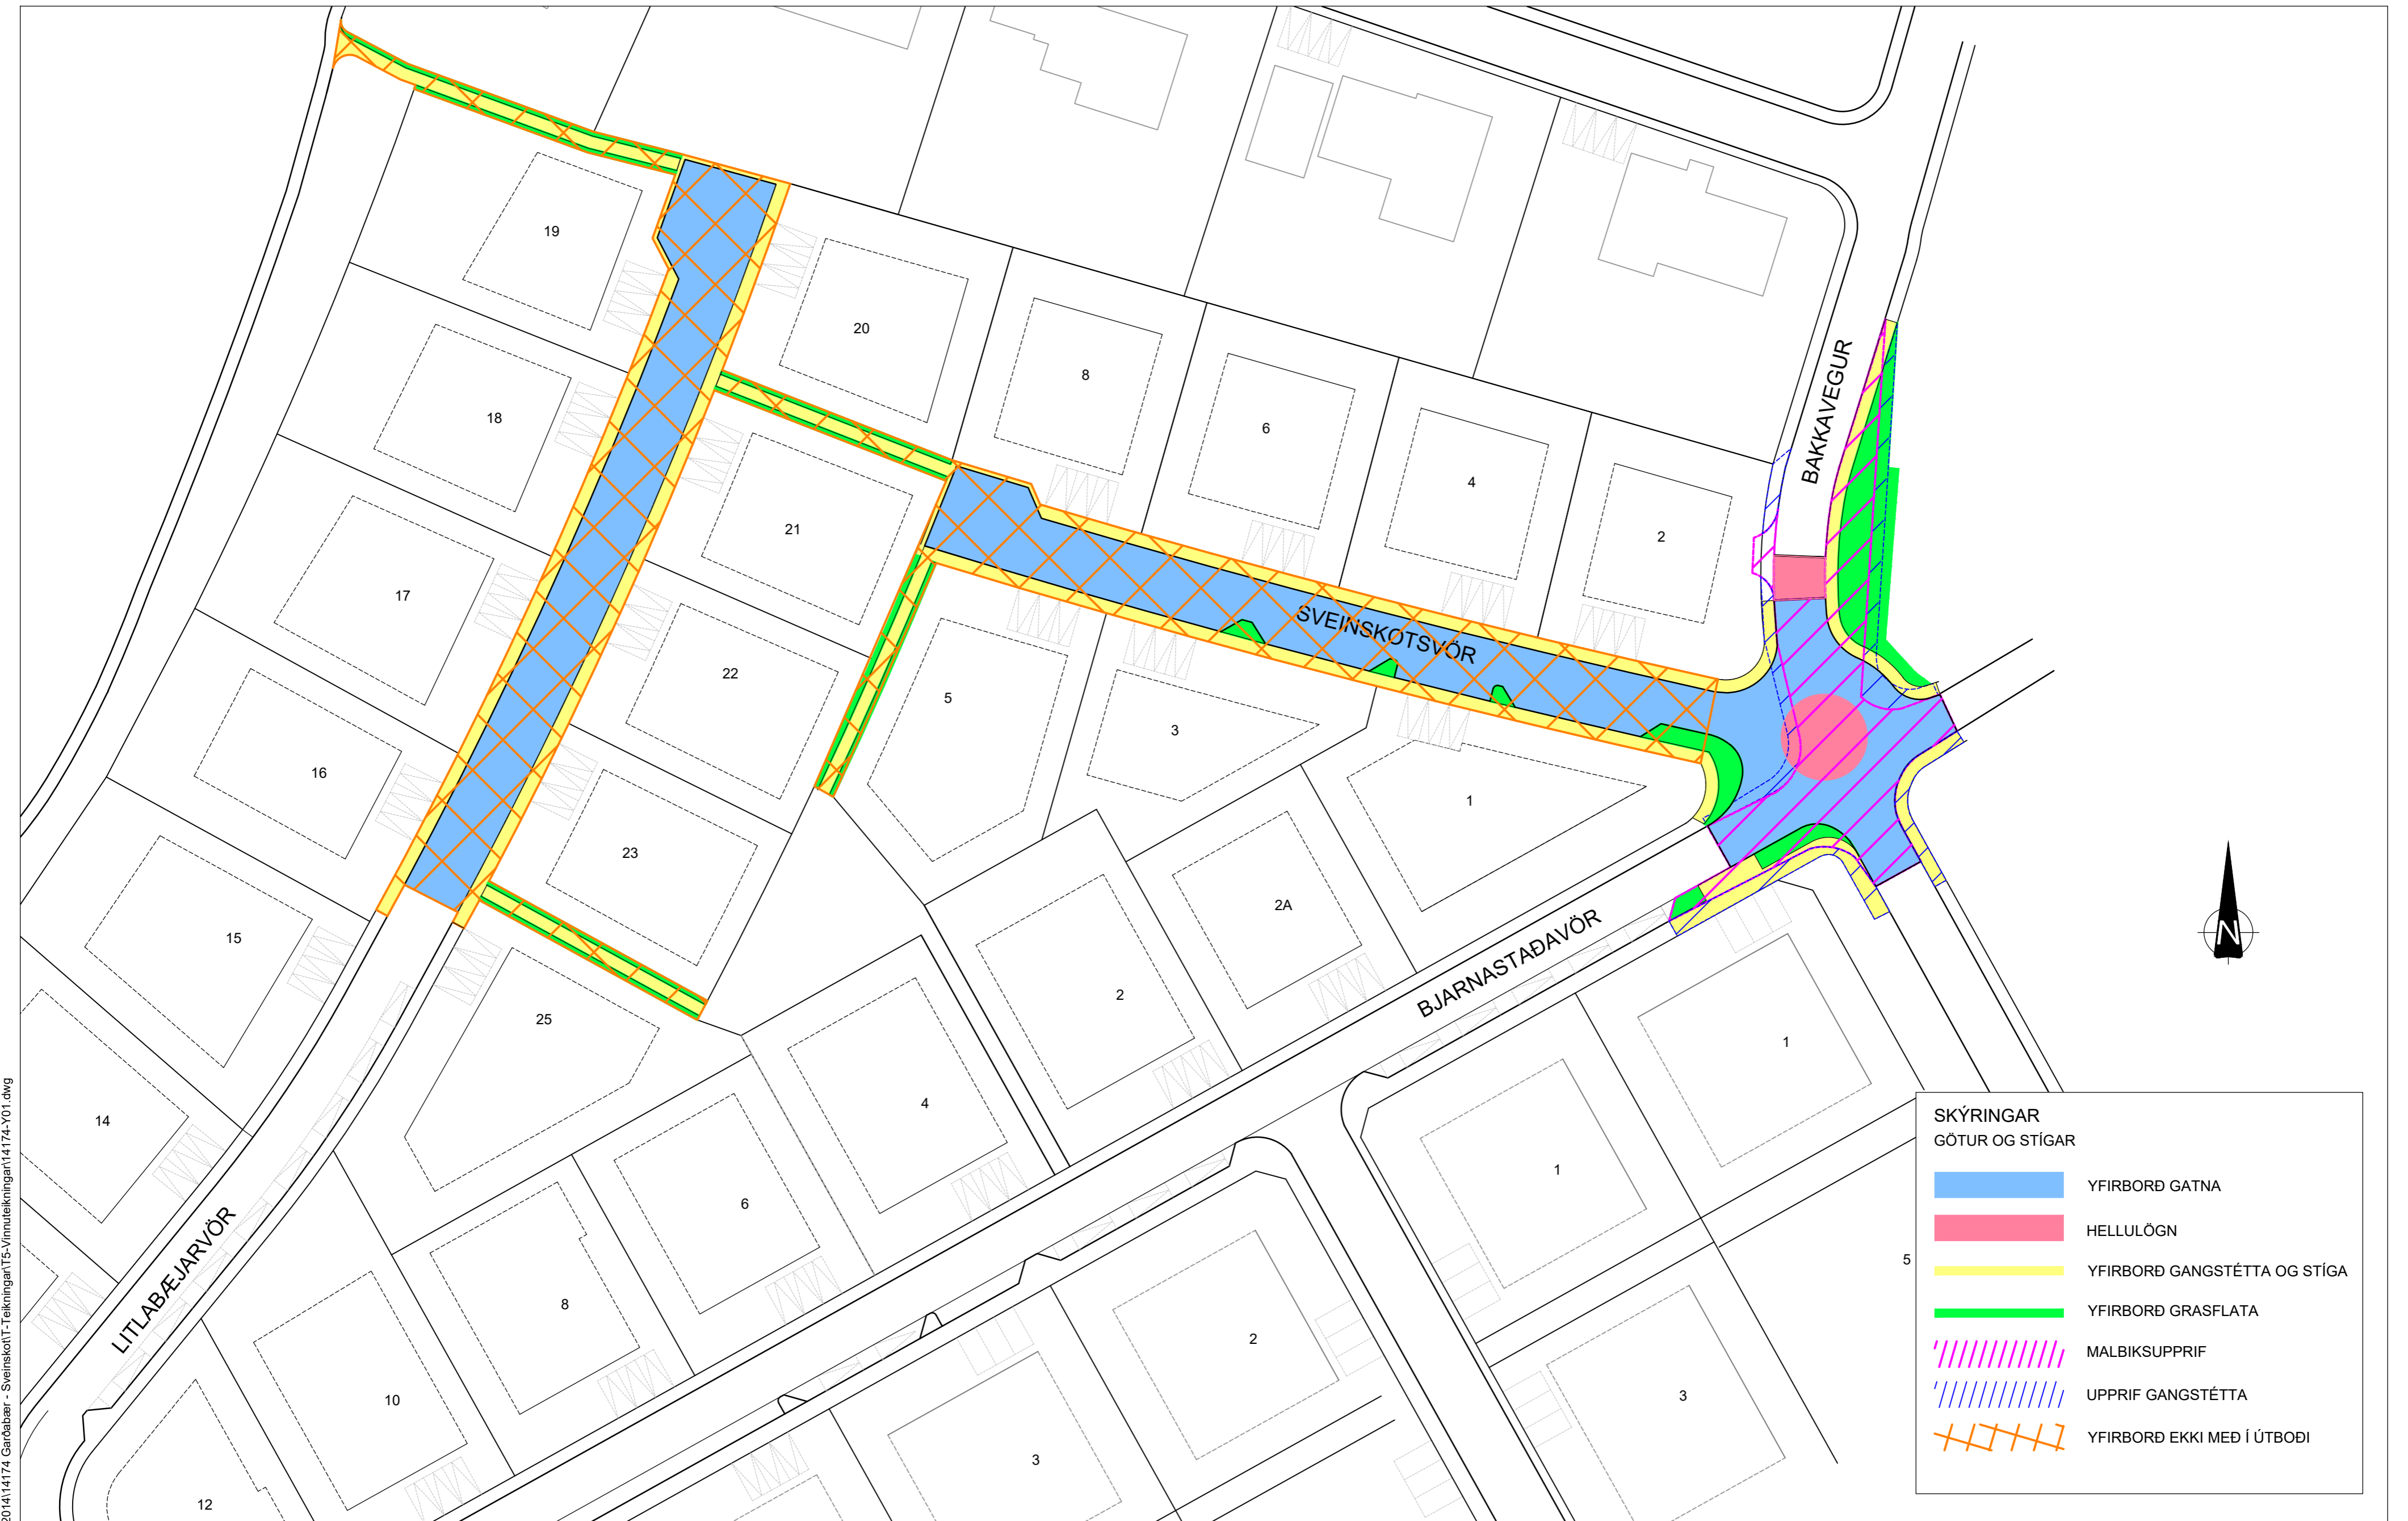 19
20
8
6
4
2
18
21
17
22
5
3
16
23
1
15
2A
25
2
14
4
1
6
1
5
8
2
10
3
3
12
BAKKAVEGUR
SVEINSKOTSVÖR
BJARNASTAÐAVÖR
LITLABÆJARVÖR
N
SKÝRINGAR
GÖTUR OG STÍGAR
YFIRBORÐ GATNA
HELLULÖGN
YFIRBORÐ GANGSTÉTTA OG STÍGA
YFIRBORÐ GRASFLATA
MALBIKSUPPRIF
UPPRIF GANGSTÉTTA
YFIRBORÐ EKKI MEÐ Í ÚTBOÐI
2014\14174 Garðabær - Sveinskot\T-Teikningar\T5-Vinnuteikningar\14174-Y01.dwg